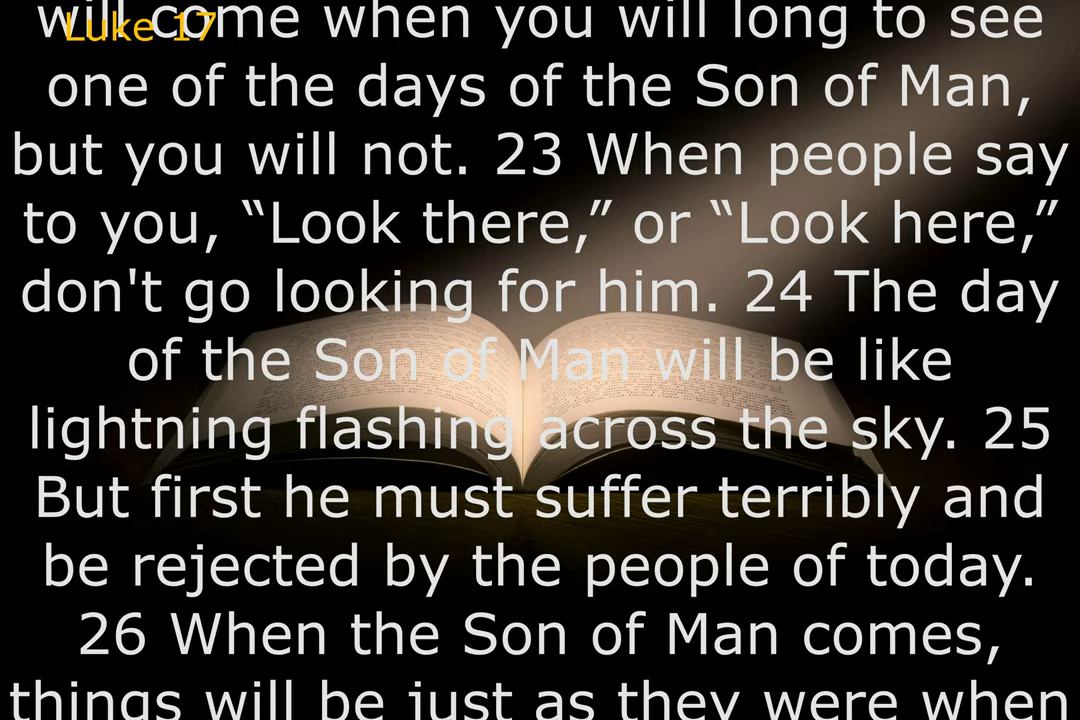 Luke 17
will come when you will long to see
one of the days of the Son of Man,
but you will not. 23 When people say
to you, “Look there,” or “Look here,”
don't go looking for him. 24 The day
of the Son of Man will be like
lightning flashing across the sky. 25
But first he must suffer terribly and
be rejected by the people of today.
26 When the Son of Man comes,
things will be just as they were when